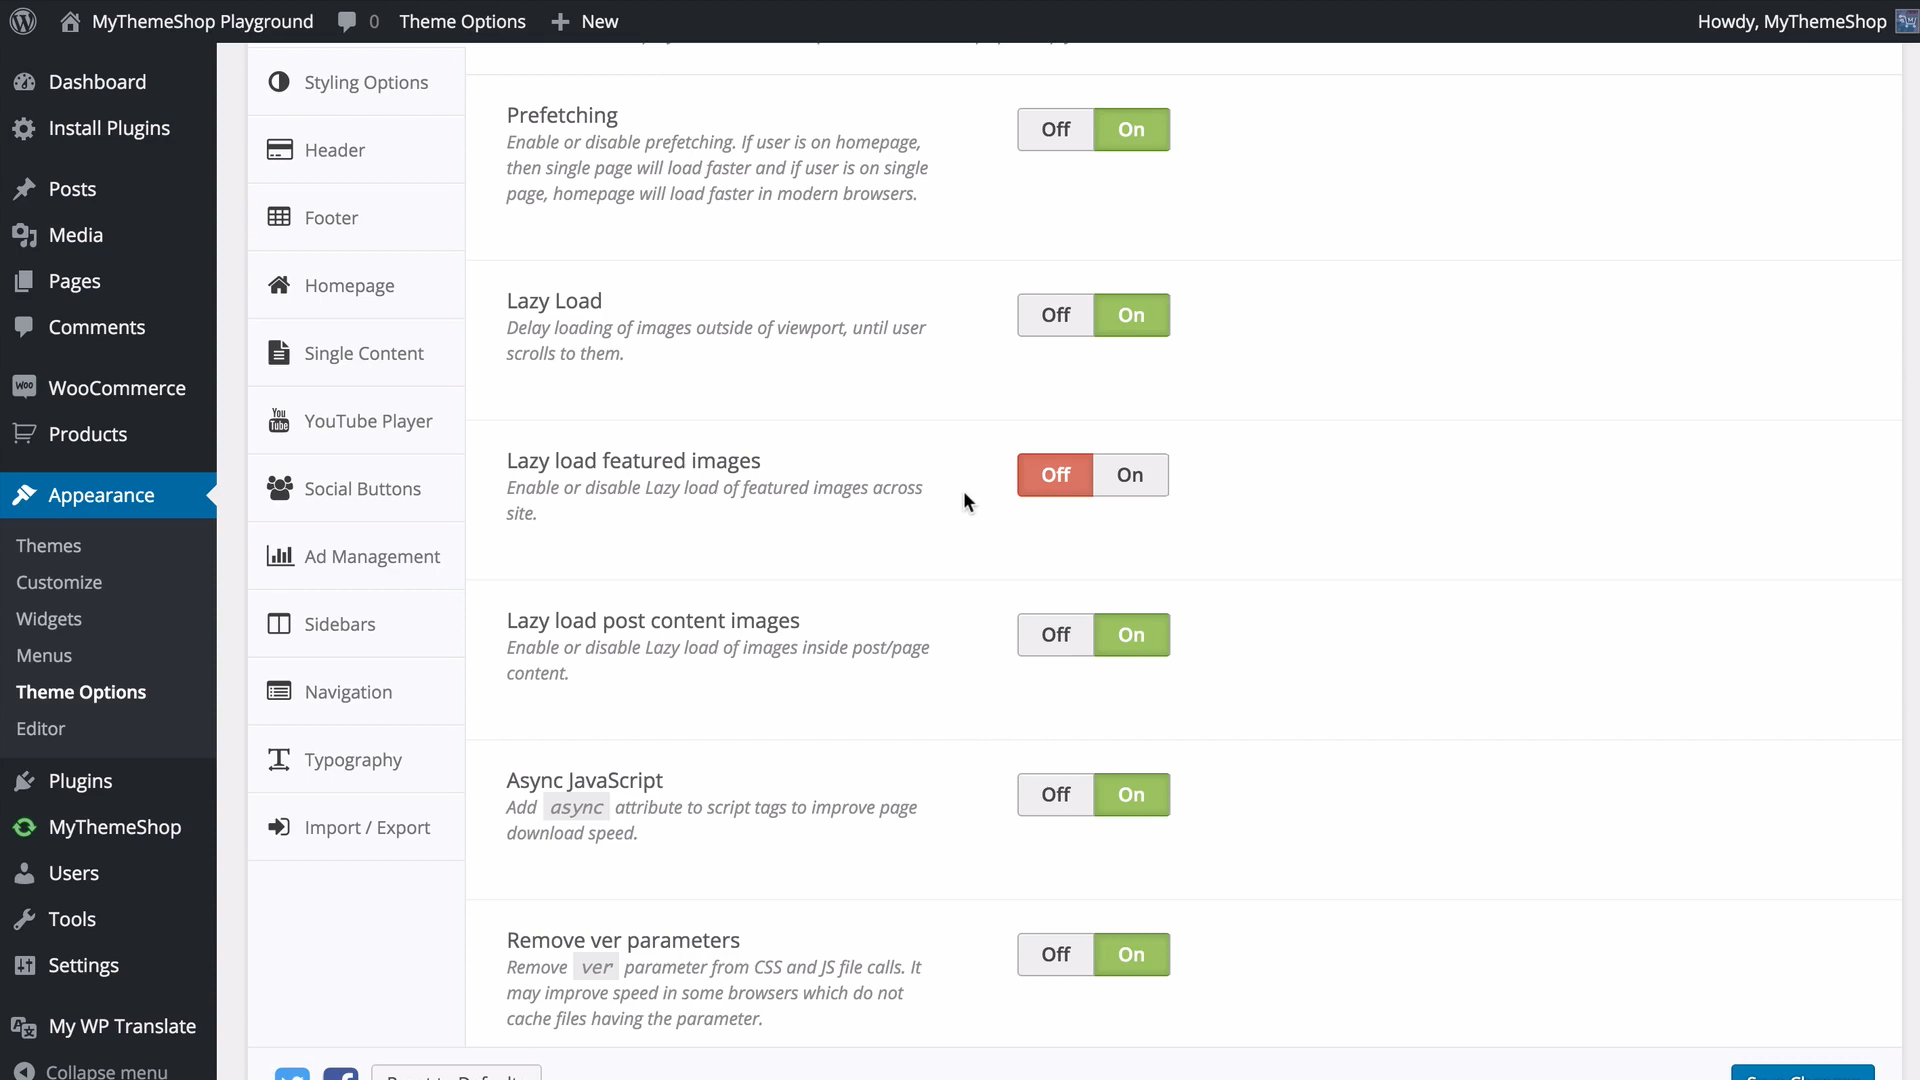 MyThemeShop Playground 0 Theme Options New Howdy, MyThemeShop
Dashboard
Install Plugins
Posts
Media
Pages
Comments
WooCommerce
Products
Appearance
Themes
Customize
Widgets
Menus
Theme Options
Editor
Plugins
MyThemeShop
Users
Tools
Settings
My WP Translate
Collapse menu
Styling Options
Header
Footer
Homepage
Single Content
YouTube Player
Social Buttons
Ad Management
Sidebars
Navigation
Typography
Import / Export
Prefetching
Enable or disable prefetching. If user is on homepage,
then single page will load faster and if user is on single
page, homepage will load faster in modern browsers.
Off On
Lazy Load
Delay loading of images outside of viewport, until user
scrolls to them.
Off On
Lazy load featured images
Enable or disable Lazy load of featured images across
site.
Off On
Lazy load post content images
Enable or disable Lazy load of images inside post/page
content.
Off On
Async JavaScript
Add async attribute to script tags to improve page
download speed.
Off On
Remove ver parameters
Remove ver parameter from CSS and JS file calls. It
may improve speed in some browsers which do not
cache files having the parameter.
Off On